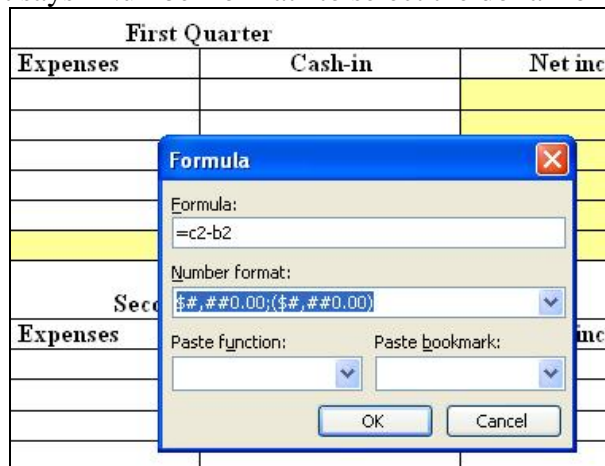 First Quarter
Expenses Cash-in Net inc
Formula
Formula:
=c2-b2
Number format:
$#,##0.00;($#,##0.00)
Seco
Expenses inc
Paste function: Paste bookmark:
OK Cancel